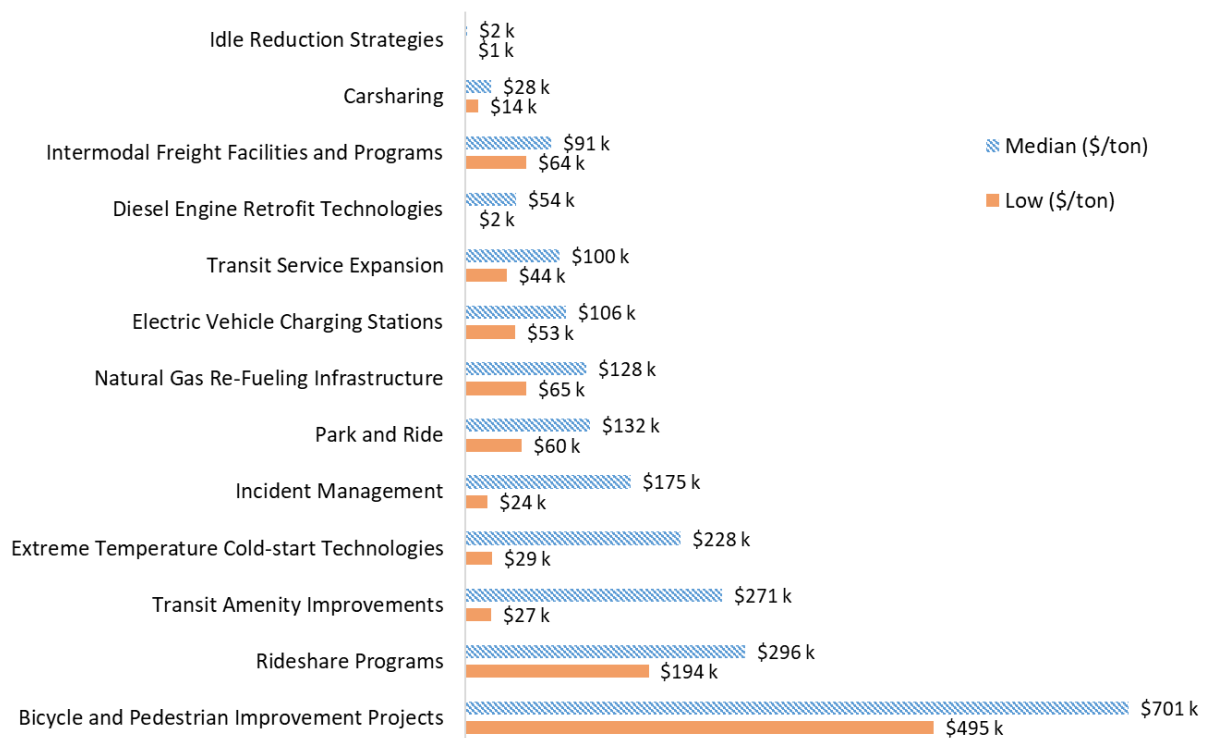 Idle Reduction Strategies
$2 k
$1 k
Carsharing
$28 k
$14 k
Intermodal Freight Facilities and Programs
$91 k
$64 k
Median ($/ton)
Diesel Engine Retrofit Technologies
$54 k
$2 k
Low ($/ton)
Transit Service Expansion
$100 k
$44 k
Electric Vehicle Charging Stations
$106 k
$53 k
Natural Gas Re-Fueling Infrastructure
$128 k
$65 k
Park and Ride
$132 k
$60 k
Incident Management
$175 k
$24 k
Extreme Temperature Cold-start Technologies
$228 k
$29 k
Transit Amenity Improvements
$271 k
$27 k
Rideshare Programs
$296 k
$194 k
Bicycle and Pedestrian Improvement Projects
$701 k
$495 k